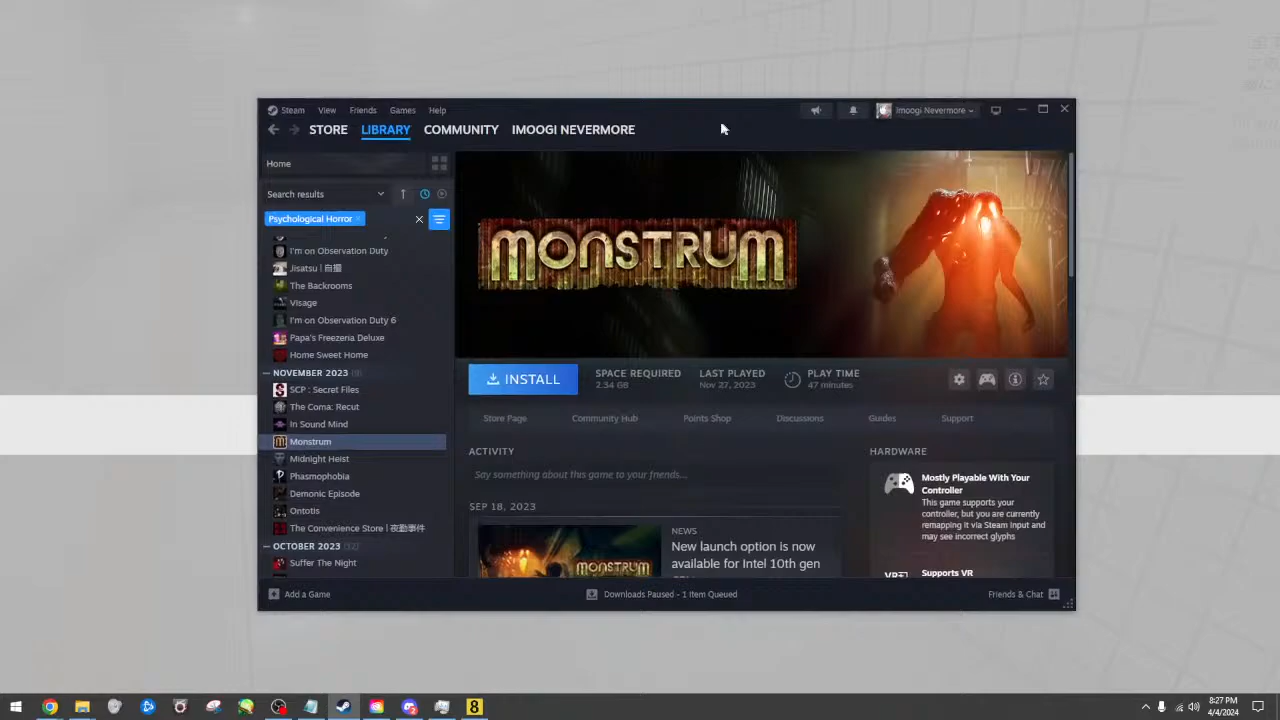 Steam View Friends Games Help
Imoogi Nevermore
STORE LIBRARY COMMUNITY IMOOGI NEVERMORE
Home
Search results
Psychological Horror
I'm on Observation Duty
Jisatsu | 自撮
The Backrooms
Visage
I'm on Observation Duty 6
Papa's Freezeria Deluxe
Home Sweet Home
NOVEMBER 2023 (9)
SCP : Secret Files
The Coma: Recut
In Sound Mind
Monstrum
Midnight Heist
Phasmophobia
Demonic Episode
Ontotis
The Convenience Store | 夜勤事件
OCTOBER 2023 (12)
Suffer The Night
MONSTRUM
INSTALL
SPACE REQUIRED
2.34 GB
LAST PLAYED
Nov 27, 2023
PLAY TIME
47 minutes
Store Page Community Hub Points Shop Discussions Guides Support
ACTIVITY
Say something about this game to your friends...
SEP 18, 2023
MONSTRUM
NEWS
New launch option is now
available for Intel 10th gen
HARDWARE
Mostly Playable With Your
Controller
This game supports your
controller, but you are currently
remapping it via Steam Input and
may see incorrect glyphs
VR
Supports VR
Add a Game
Downloads Paused - 1 Item Queued
Friends & Chat
8
8:27 PM
4/4/2024